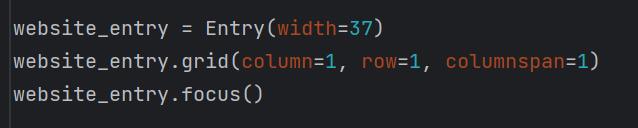 website_entry = Entry(width=37)
website_entry.grid(column=1, row=1, columnspan=1)
website_entry.focus()